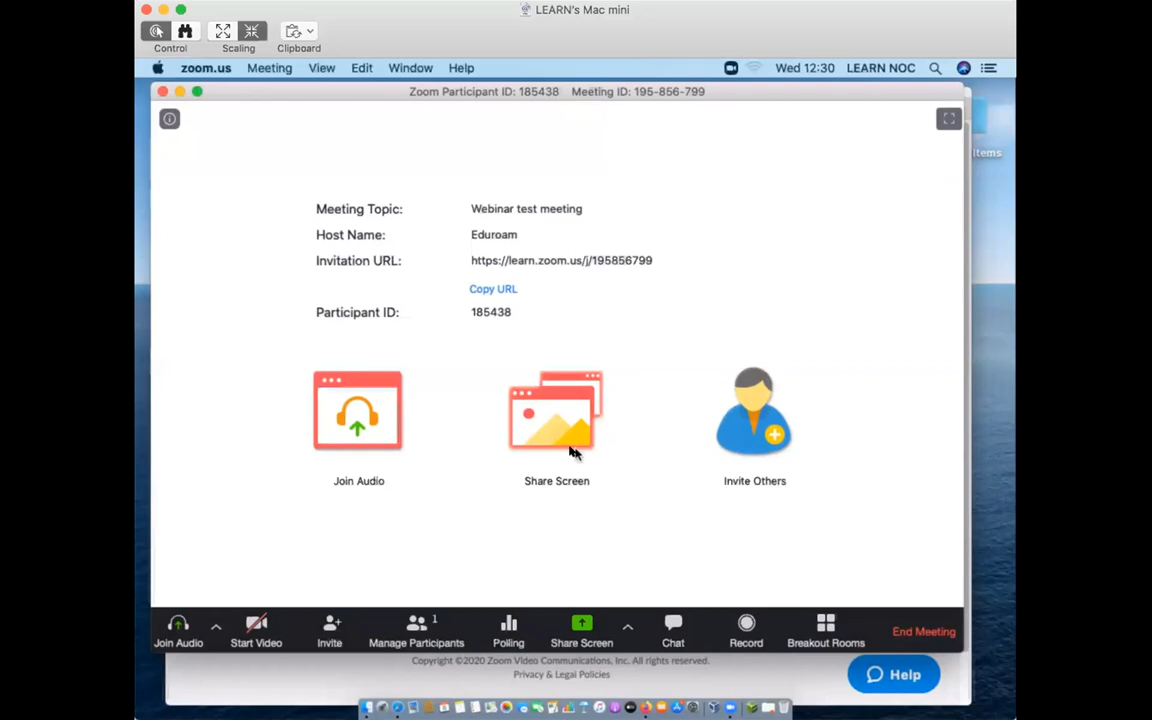 LEARN's Mac mini
Control Scaling Clipboard
zoom.us Meeting View Edit Window Help Wed 12:30 LEARN NOC
Zoom Participant ID: 185438 Meeting ID: 195-856-799
Items
Meeting Topic: Webinar test meeting
Host Name: Eduroam
Invitation URL: https://learn.zoom.us/j/195856799
Copy URL
Participant ID: 185438
Join Audio Share Screen Invite Others
1
Join Audio Start Video Invite Manage Participants Polling Share Screen Chat Record Breakout Rooms End Meeting
Copyright ©2020 Zoom Video Communications, Inc. All rights reserved.
Privacy & Legal Policies
Help